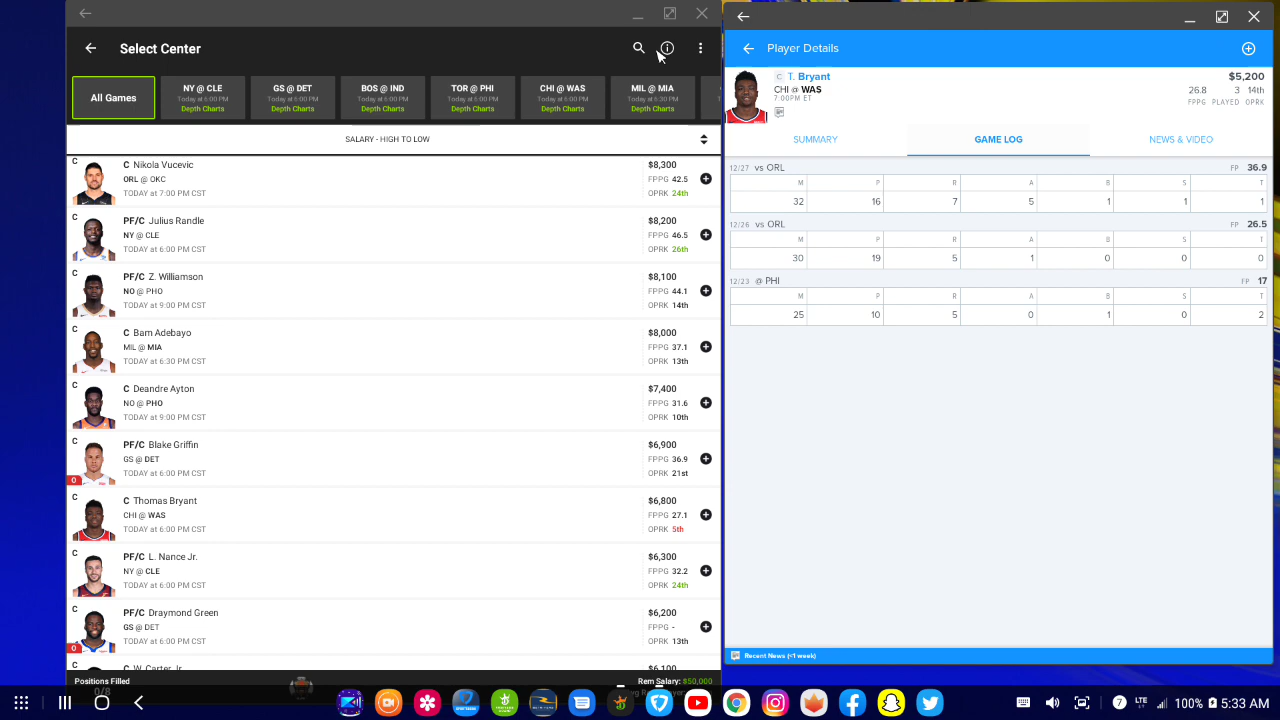 Select Center
All Games
NY @ CLE
Today at 6:00 PM
Depth Charts
GS @ DET
Today at 6:00 PM
Depth Charts
BOS @ IND
Today at 6:00 PM
Depth Charts
TOR @ PHI
Today at 6:00 PM
Depth Charts
CHI @ WAS
Today at 6:00 PM
Depth Charts
MIL @ MIA
Today at 6:30 PM
Depth Charts
SALARY - HIGH TO LOW
C
C Nikola Vucevic $8,300
ORL @ OKC FPPG 42.5
TODAY at 7:00 PM CST OPRK 24th
C
PF/C Julius Randle $8,200
NY @ CLE FPPG 46.5
TODAY at 6:00 PM CST OPRK 26th
C
PF/C Z. Williamson $8,100
NO @ PHO FPPG 44.1
TODAY at 9:00 PM CST OPRK 14th
C
C Bam Adebayo $8,000
MIL @ MIA FPPG 37.1
TODAY at 6:30 PM CST OPRK 13th
C
C Deandre Ayton $7,400
NO @ PHO FPPG 31.6
TODAY at 9:00 PM CST OPRK 10th
C
PF/C Blake Griffin $6,900
GS @ DET FPPG 36.9
TODAY at 6:00 PM CST OPRK 21st
O
C
C Thomas Bryant $6,800
CHI @ WAS FPPG 27.1
TODAY at 6:00 PM CST OPRK 5th
C
PF/C L. Nance Jr. $6,300
NY @ CLE FPPG 32.2
TODAY at 6:00 PM CST OPRK 24th
C
PF/C Draymond Green $6,200
GS @ DET FPPG -
TODAY at 6:00 PM CST OPRK 13th
O
C
C W. Carter Jr. $6,100
Positions Filled Rem Salary: $50,000
0/8
Player Details
C T. Bryant $5,200
CHI @ WAS
7:00PM ET
26.8 3 14th
FPPG PLAYED OPRK
SUMMARY GAME LOG NEWS & VIDEO
12/27 vs ORL FP 36.9
M P R A B S T
32 16 7 5 1 1 1
12/26 vs ORL FP 26.5
M P R A B S T
30 19 5 1 0 0 0
12/23 @ PHI FP 17
M P R A B S T
25 10 5 0 1 0 2
Recent News (<1 week)
7 LTE 100% 5:33 AM